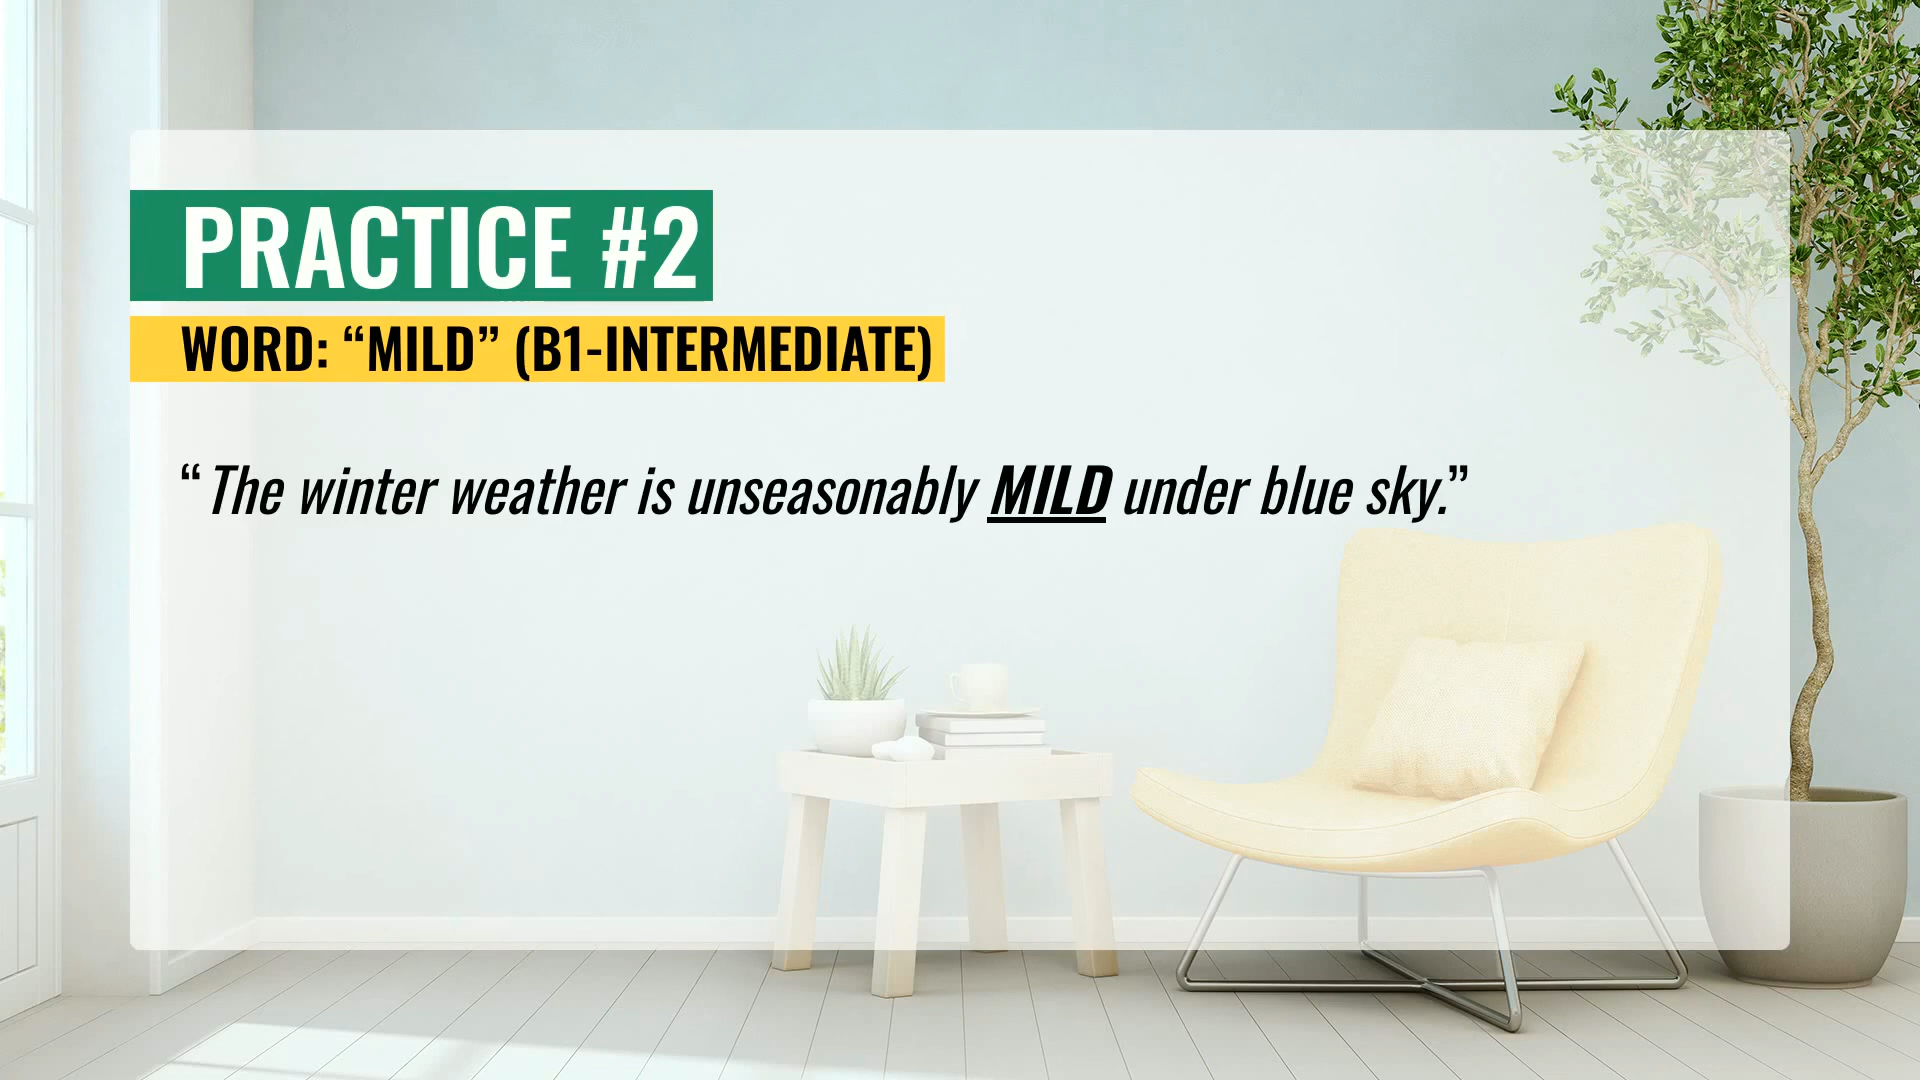 PRACTICE #2
WORD: “MILD” (B1-INTERMEDIATE)
“The winter weather is unseasonably MILD under blue sky.”